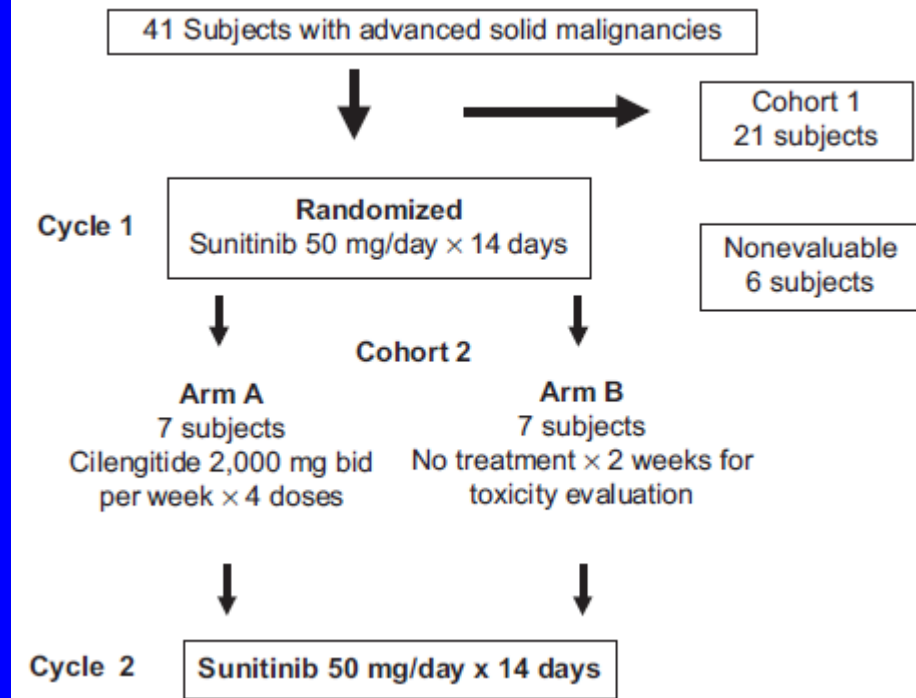 41 Subjects with advanced solid malignancies
Cohort 1
21 subjects
Cycle 1
Randomized
Sunitinib 50 mg/day × 14 days
Nonevaluable
6 subjects
Cohort 2
Arm A
7 subjects
Cilengitide 2,000 mg bid
per week × 4 doses
Arm B
7 subjects
No treatment × 2 weeks for
toxicity evaluation
Cycle 2
Sunitinib 50 mg/day x 14 days